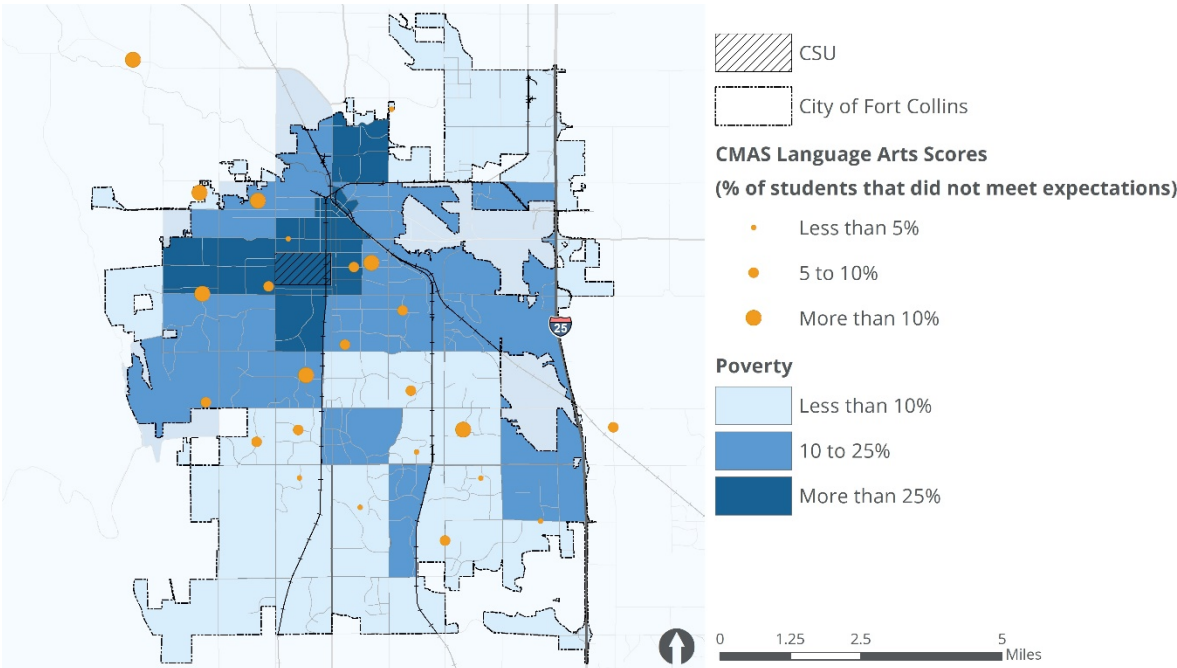 CSU
City of Fort Collins
CMAS Language Arts Scores
(% of students that did not meet expectations)
Less than 5%
5 to 10%
More than 10%
25
Poverty
Less than 10%
10 to 25%
More than 25%
0 1.25 2.5 5
Miles